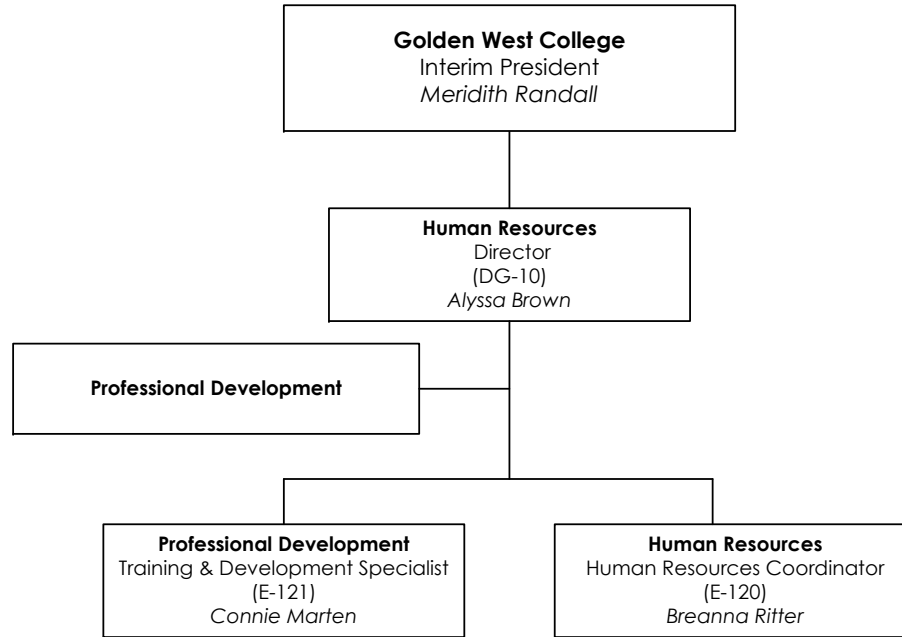 Golden West College
Interim President
Meridith Randall
Human Resources
Director
(DG-10)
Alyssa Brown
Professional Development
Professional Development
Training & Development Specialist
(E-121)
Connie Marten
Human Resources
Human Resources Coordinator
(E-120)
Breanna Ritter